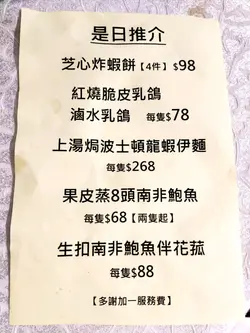 是日推介
芝心炸蝦餅【4件】$98
紅燒脆皮乳鴿
滷水乳鴿 每隻$78
上湯焗波士頓龍蝦伊麵
每隻$268
果皮蒸8頭南非鮑魚
每隻$68【兩隻起】
生扣南非鮑魚伴花菰
每隻$88
【多謝加一服務費】